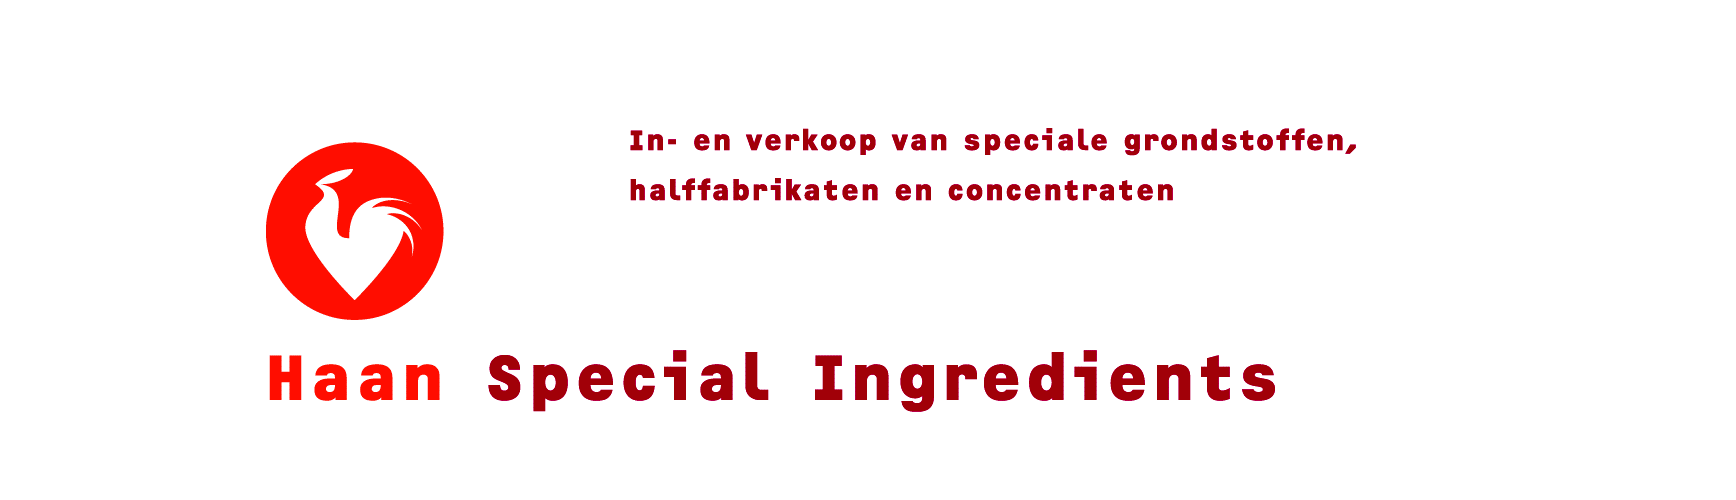 In- en verkoop van speciale grondstoffen,
halffabrikaten en concentraten
Haan Special Ingredients